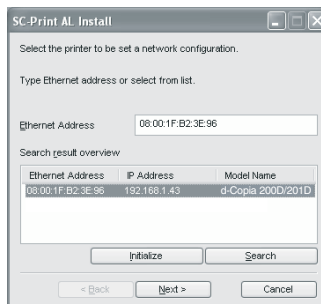 SC-Print AL Install
Select the printer to be set a network configuration.
Type Ethernet address or select from list.
Ethernet Address 08:00:1F:B2:3E:96
Search result overview
Ethernet Address IP Address Model Name
08:00:1F:B2:3E:96 192.168.1.43 d-Copia 200D/201D
Initialize Search
< Back Next > Cancel